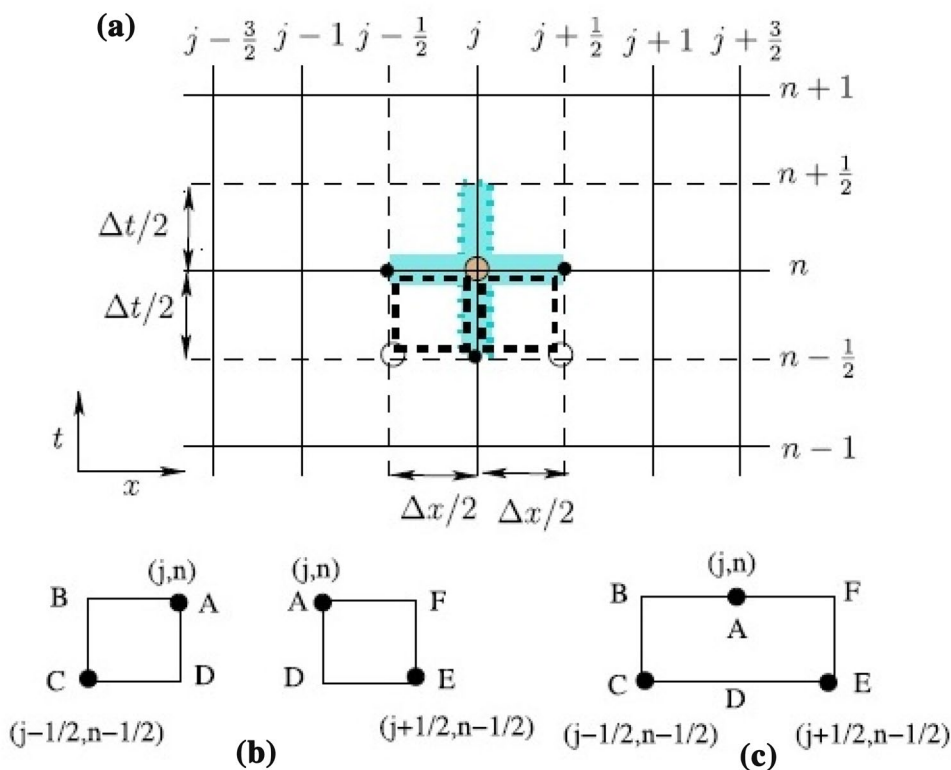 (a)
j − 3/2 j − 1 j − 1/2 j j + 1/2 j + 1 j + 3/2
n + 1
n + 1/2
Δt/2
n
Δt/2
n − 1/2
t
n − 1
x
Δx/2 Δx/2
(j,n) (j,n) (j,n)
B A A F B F
A
C D D E C D E
(j−1/2,n−1/2) (j+1/2,n−1/2) (j−1/2,n−1/2) (j+1/2,n−1/2)
(b) (c)